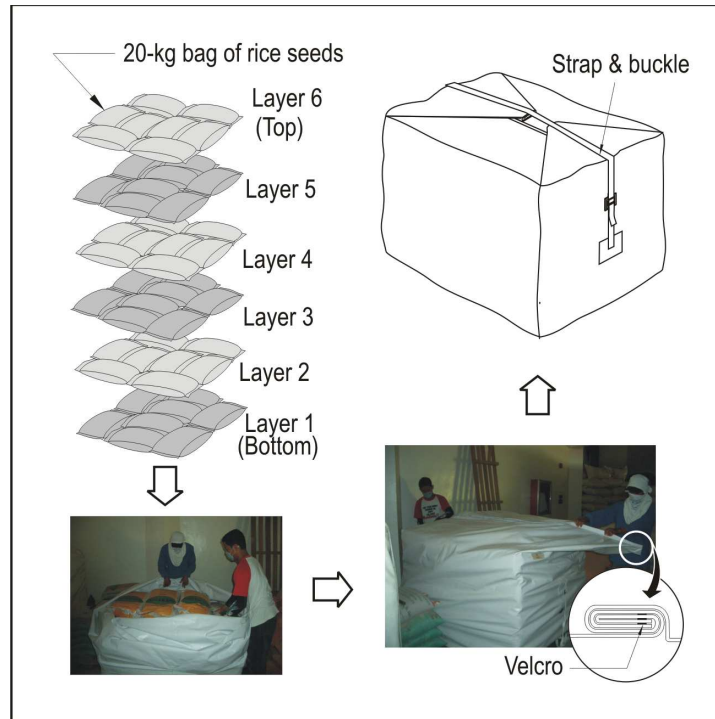 20-kg bag of rice seeds
Layer 6
(Top)
Layer 5
Layer 4
Layer 3
Layer 2
Layer 1
(Bottom)
Strap & buckle
Velcro